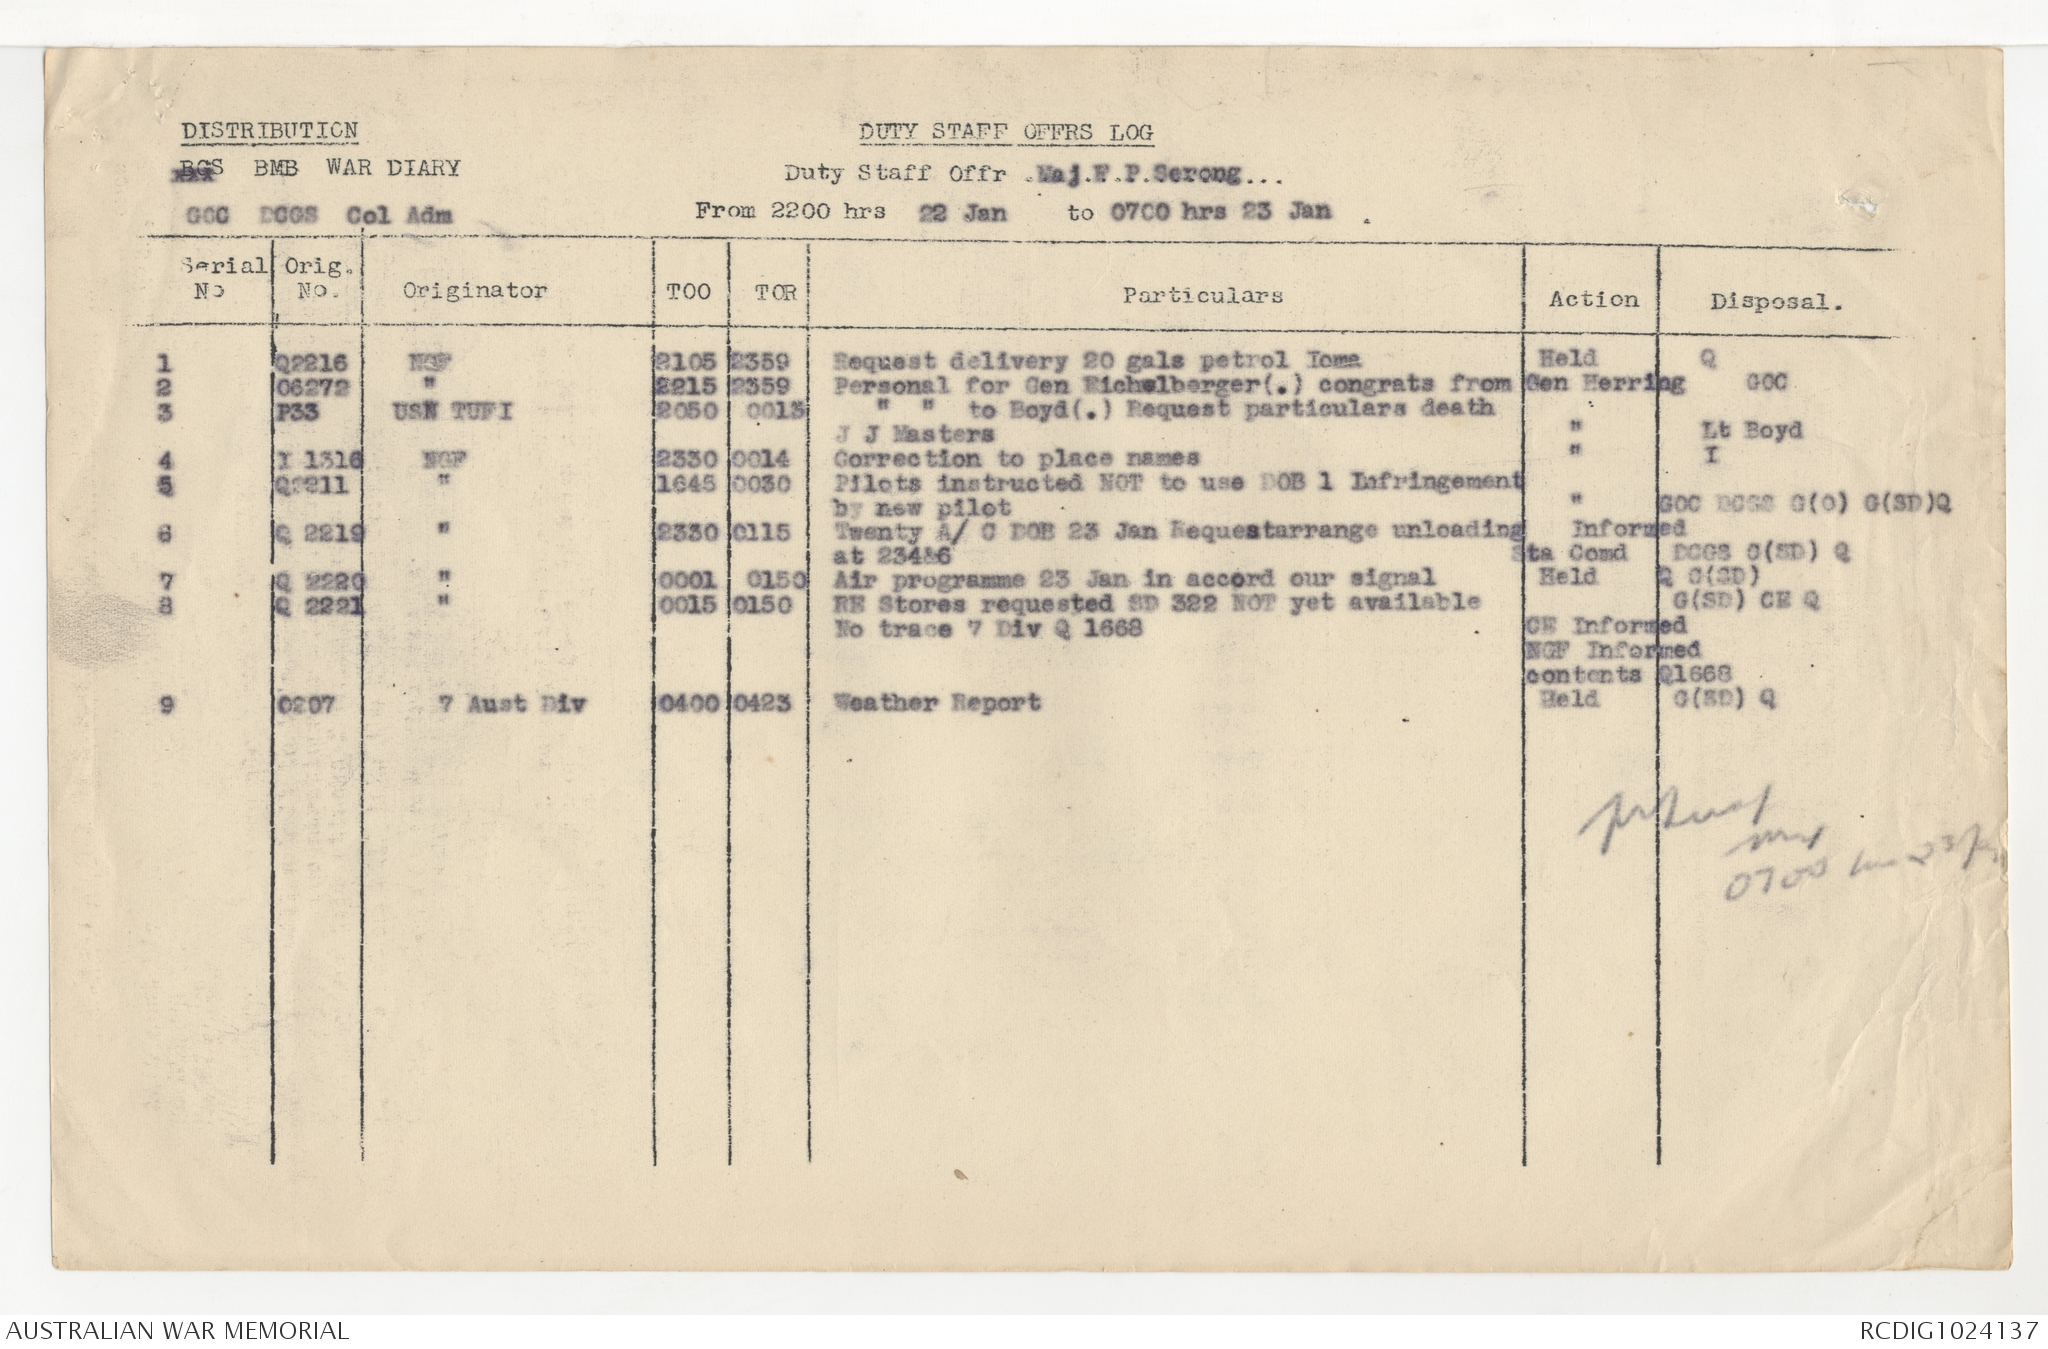 DISTRIBUTION
DUTY STAFF OFFRS LOG
BGS BMB WAR DIARY
Duty Staff Offr .Maj.F.P.Serong...
GOC DCGS Col Adm
From 2200 hrs 22 Jan to 0700 hrs 23 Jan .
Serial No Orig. No. Originator TOO TOR Particulars Action Disposal.
1 Q2216 NGF 2105 2359 Request delivery 20 gals petrol Ioma Held Q
2 O6272 " 2215 2359 Personal for Gen Eichelberger(.) congrats from Gen Herring GOC
3 P33 USN TUFI 2050 0013 " " to Boyd(.) Request particulars death
J J Masters " Lt Boyd
4 I 1316 NGF 2330 0014 Correction to place names " I
5 Q2211 " 1645 0030 Pilots instructed NOT to use DOB 1 Infringement
by new pilot " GOC DCGS G(O) G(SD)Q
6 Q 2219 " 2330 0115 Twenty A/ C DOB 23 Jan Requestarrange unloading Informed
at 234&6 Sta Comd DCGS G(SD) Q
7 Q 2220 " 0001 0150 Air programme 23 Jan in accord our signal Held Q G(SD)
8 Q 2221 " 0015 0150 RE Stores requested SD 322 NOT yet available G(SD) CE Q
No trace 7 Div Q 1668 CE Informed
NGF Informed
contents Q1668
9 O207 7 Aust Div 0400 0423 Weather Report Held G(SD) Q
0700 23
AUSTRALIAN WAR MEMORIAL
RCDIG1024137